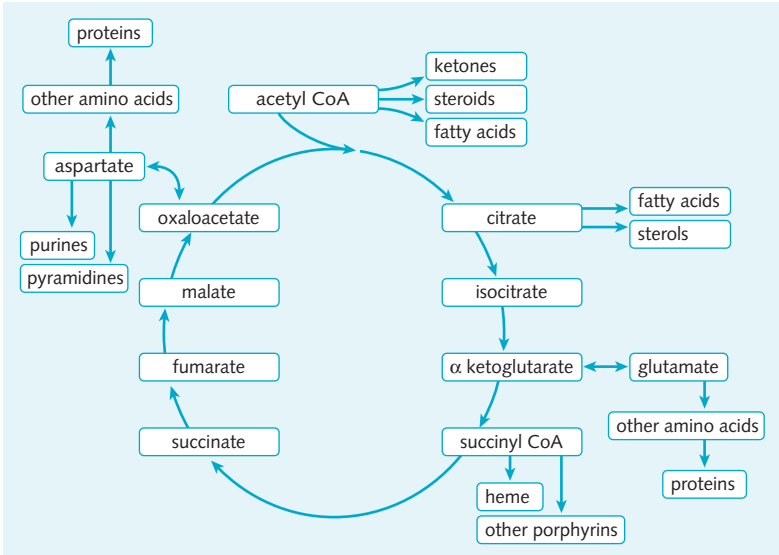 proteins
ketones
acetyl CoA
steroids
other amino acids
fatty acids
aspartate
fatty acids
oxaloacetate
citrate
sterols
purines
pyramidines
malate
isocitrate
fumarate
α ketoglutarate
glutamate
other amino acids
succinate
succinyl CoA
proteins
heme
other porphyrins